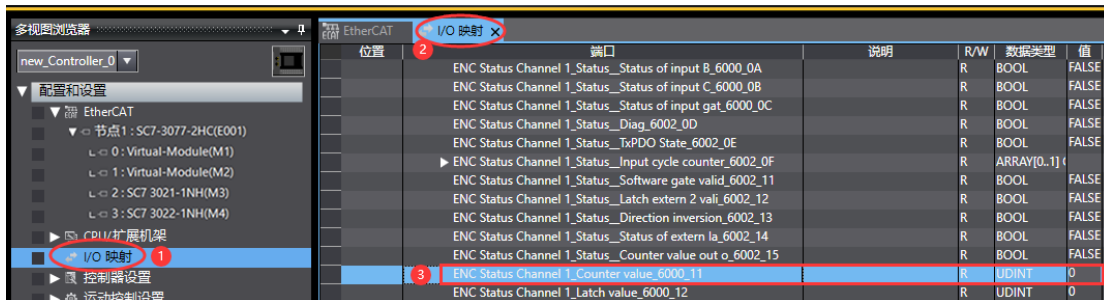 多视图浏览器
new_Controller_0
配置和设置
EtherCAT
节点1 : SC7-3077-2HC(E001)
0 : Virtual-Module(M1)
1 : Virtual-Module(M2)
2 : SC7 3021-1NH(M3)
3 : SC7 3022-1NH(M4)
CPU/扩展机架
I/O 映射 1
控制器设置
运动控制设置
EtherCAT I/O 映射
2
位置 端口 说明 R/W 数据类型 值
ENC Status Channel 1_Status__Status of input B_6000_0A R BOOL FALSE
ENC Status Channel 1_Status__Status of input C_6000_0B R BOOL FALSE
ENC Status Channel 1_Status__Status of input gat_6000_0C R BOOL FALSE
ENC Status Channel 1_Status__Diag_6002_0D R BOOL FALSE
ENC Status Channel 1_Status__TxPDO State_6002_0E R BOOL FALSE
ENC Status Channel 1_Status__Input cycle counter_6002_0F R ARRAY[0..1]
ENC Status Channel 1_Status__Software gate valid_6002_11 R BOOL FALSE
ENC Status Channel 1_Status__Latch extern 2 vali_6002_12 R BOOL FALSE
ENC Status Channel 1_Status__Direction inversion_6002_13 R BOOL FALSE
ENC Status Channel 1_Status__Status of extern la_6002_14 R BOOL FALSE
ENC Status Channel 1_Status__Counter value out o_6002_15 R BOOL FALSE
3 ENC Status Channel 1_Counter value_6000_11 R UDINT 0
ENC Status Channel 1_Latch value_6000_12 R UDINT 0